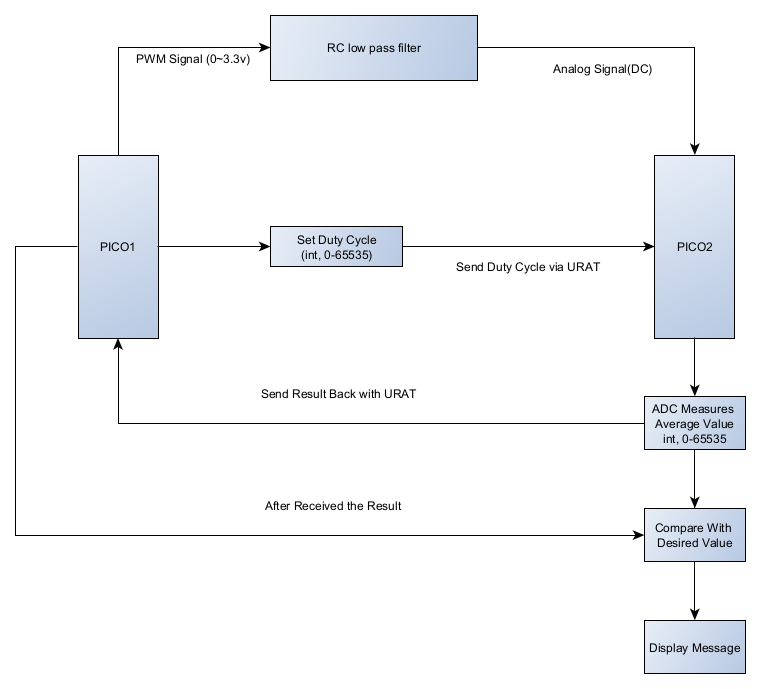 RC low pass filter
PWM Signal (0~3.3v)
Analog Signal(DC)
PICO1
Set Duty Cycle
(int, 0-65535)
PICO2
Send Duty Cycle via URAT
Send Result Back with URAT
ADC Measures
Average Value
int, 0-65535
After Received the Result
Compare With
Desired Value
Display Message